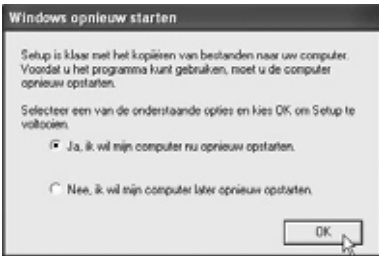 Windows opnieuw starten
Setup is klaar met het kopiëren van bestanden naar uw computer.
Voordat u het programma kunt gebruiken, moet u de computer
opnieuw opstarten.
Selecteer een van de onderstaande opties en kies OK om Setup te
voltooien.
Ja, ik wil mijn computer nu opnieuw opstarten.
Nee, ik wil mijn computer later opnieuw opstarten.
OK